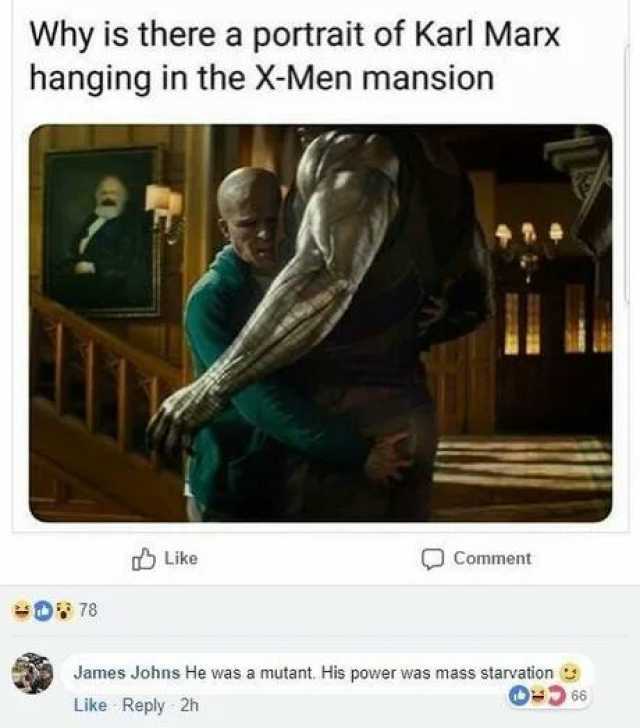 Why is there a portrait of Karl Marx
hanging in the X-Men mansion
Like
Comment
78
James Johns He was a mutant. His power was mass starvation
66
Like · Reply · 2h